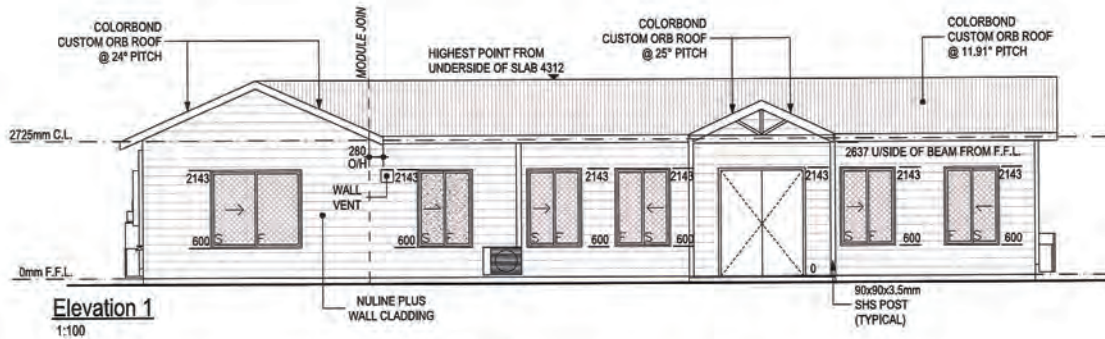 COLORBOND
CUSTOM ORB ROOF
@ 24° PITCH
MODULE JOIN
HIGHEST POINT FROM
UNDERSIDE OF SLAB 4312
COLORBOND
CUSTOM ORB ROOF
@ 25° PITCH
COLORBOND
CUSTOM ORB ROOF
@ 11.91° PITCH
2725mm C.L.
280
O/H
2637 U/SIDE OF BEAM FROM F.F.L.
2143
WALL
VENT
2143
2143
2143
2143
2143
2143
600
S F
S F
600
S F
600
S F
600
S F
600
F S
600
0
0mm F.F.L.
Elevation 1
1:100
NULINE PLUS
WALL CLADDING
90x90x3.5mm
SHS POST
(TYPICAL)